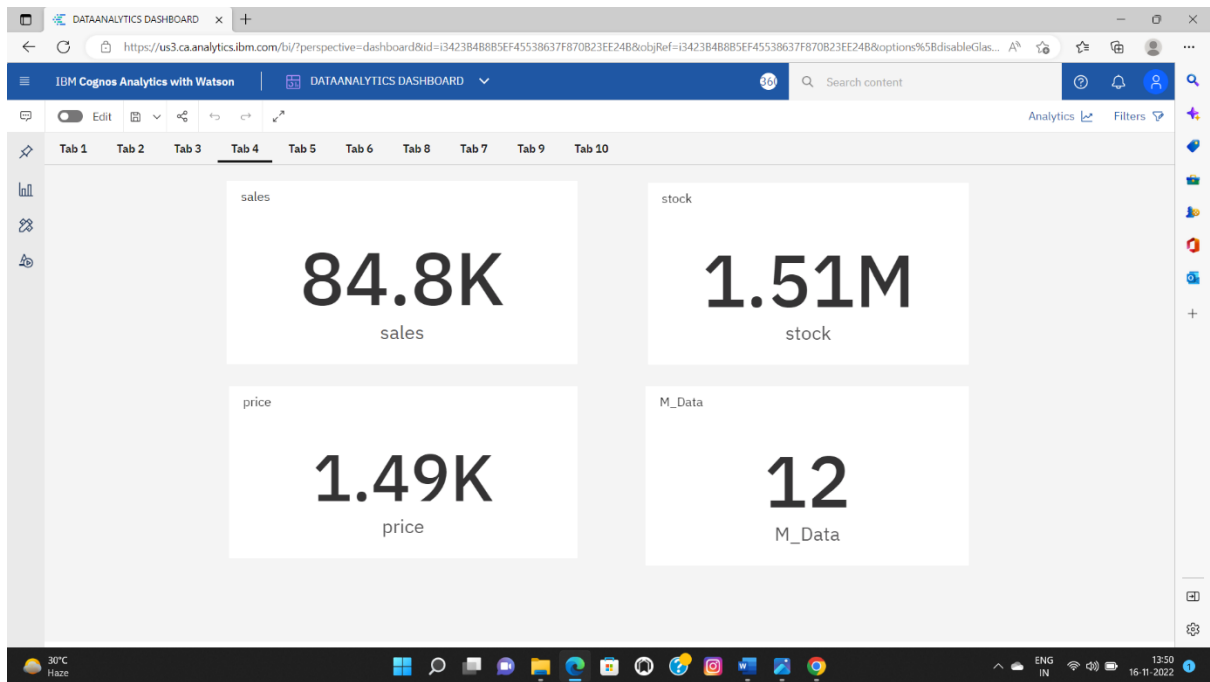 DATAANALYTICS DASHBOARD
https://us3.ca.analytics.ibm.com/bi/?perspective=dashboard&id=i3423B4B8B5EF45538637F870B23EE24B&objRef=i3423B4B8B5EF45538637F870B23EE24B&options%5BdisableGlas...
IBM Cognos Analytics with Watson
DATAANALYTICS DASHBOARD
360
Search content
Edit
Analytics
Filters
Tab 1 Tab 2 Tab 3 Tab 4 Tab 5 Tab 6 Tab 8 Tab 7 Tab 9 Tab 10
sales
84.8K
sales
stock
1.51M
stock
price
1.49K
price
M_Data
12
M_Data
30°C
Haze
ENG
IN
13:50
16-11-2022
1